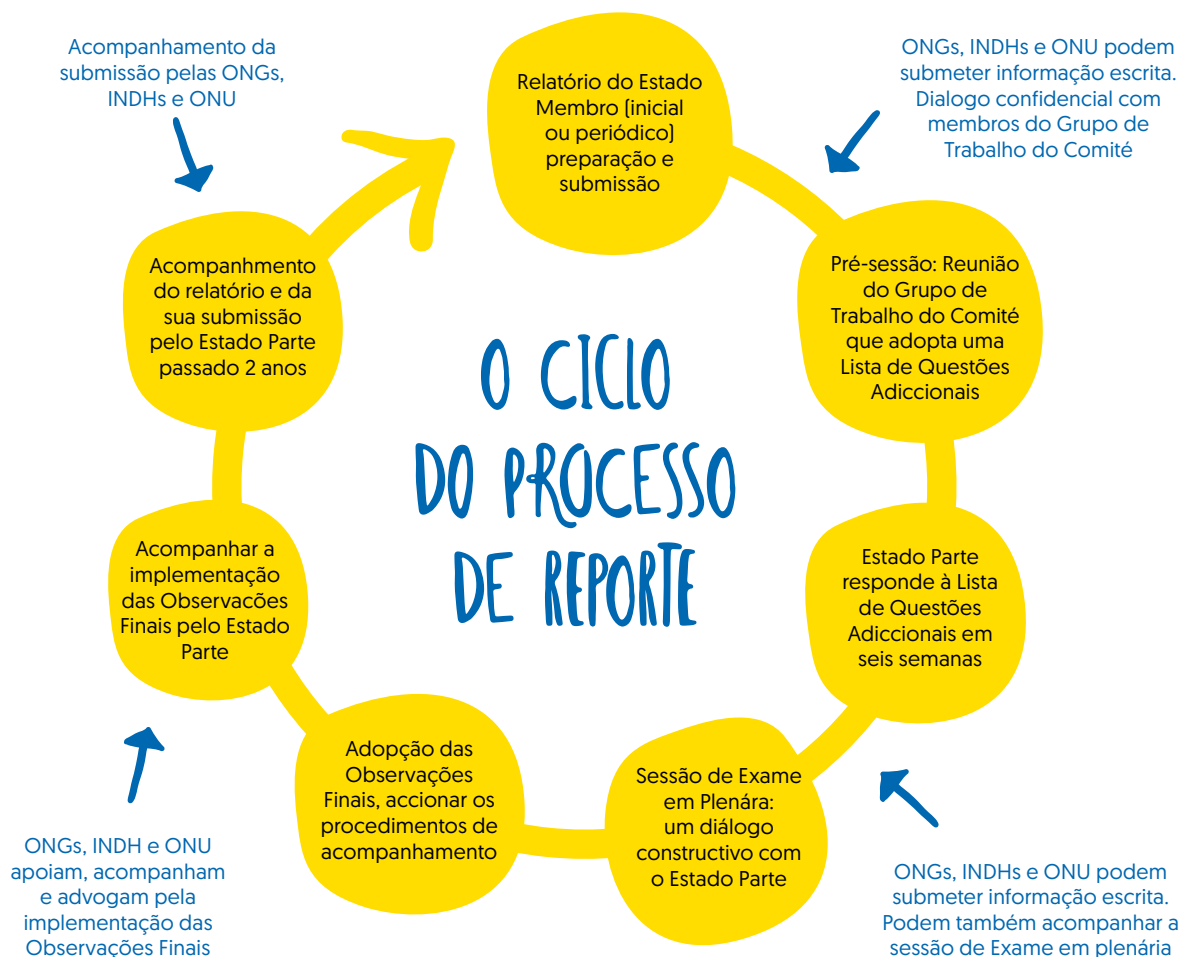 Acompanhamento da
submissão pelas ONGs,
INDHs e ONU
Relatório do Estado
Membro (inicial
ou periódico)
preparação e
submissão
ONGs, INDHs e ONU podem
submeter informação escrita.
Dialogo confidencial com
membros do Grupo de
Trabalho do Comité
Pré-sessão: Reunião
do Grupo de
Trabalho do Comité
que adopta uma
Lista de Questões
Adiccionais
Estado Parte
responde à Lista
de Questões
Adiccionais em
seis semanas
ONGs, INDHs e ONU podem
submeter informação escrita.
Podem também acompanhar a
sessão de Exame em plenária
Sessão de Exame
em Plenára:
um diálogo
constructivo com
o Estado Parte
Adopção das
Observações
Finais, accionar os
procedimentos de
acompanhamento
Acompanhar a
implementação
das Observacões
Finais pelo Estado
Parte
ONGs, INDH e ONU
apoiam, acompanham
e advogam pela
implementação das
Observações Finais
Acompanhmento
do relatório e da
sua submissão
pelo Estado Parte
passado 2 anos
O CICLO
DO PROCESSO
DE REPORTE